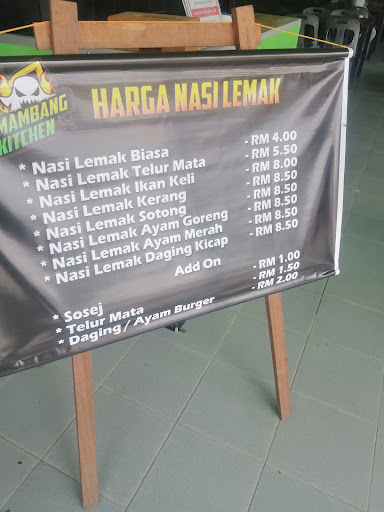 MAMBANG
KITCHEN
HARGA NASI LEMAK
* Nasi Lemak Biasa - RM 4.00
* Nasi Lemak Telur Mata - RM 5.50
* Nasi Lemak Ikan Keli - RM 8.00
* Nasi Lemak Kerang - RM 8.50
* Nasi Lemak Sotong - RM 8.50
* Nasi Lemak Ayam Goreng - RM 8.50
* Nasi Lemak Ayam Merah - RM 8.50
* Nasi Lemak Daging Kicap - RM 8.50
Add On
* Sosej - RM 1.00
* Telur Mata - RM 1.50
* Daging / Ayam Burger - RM 2.00